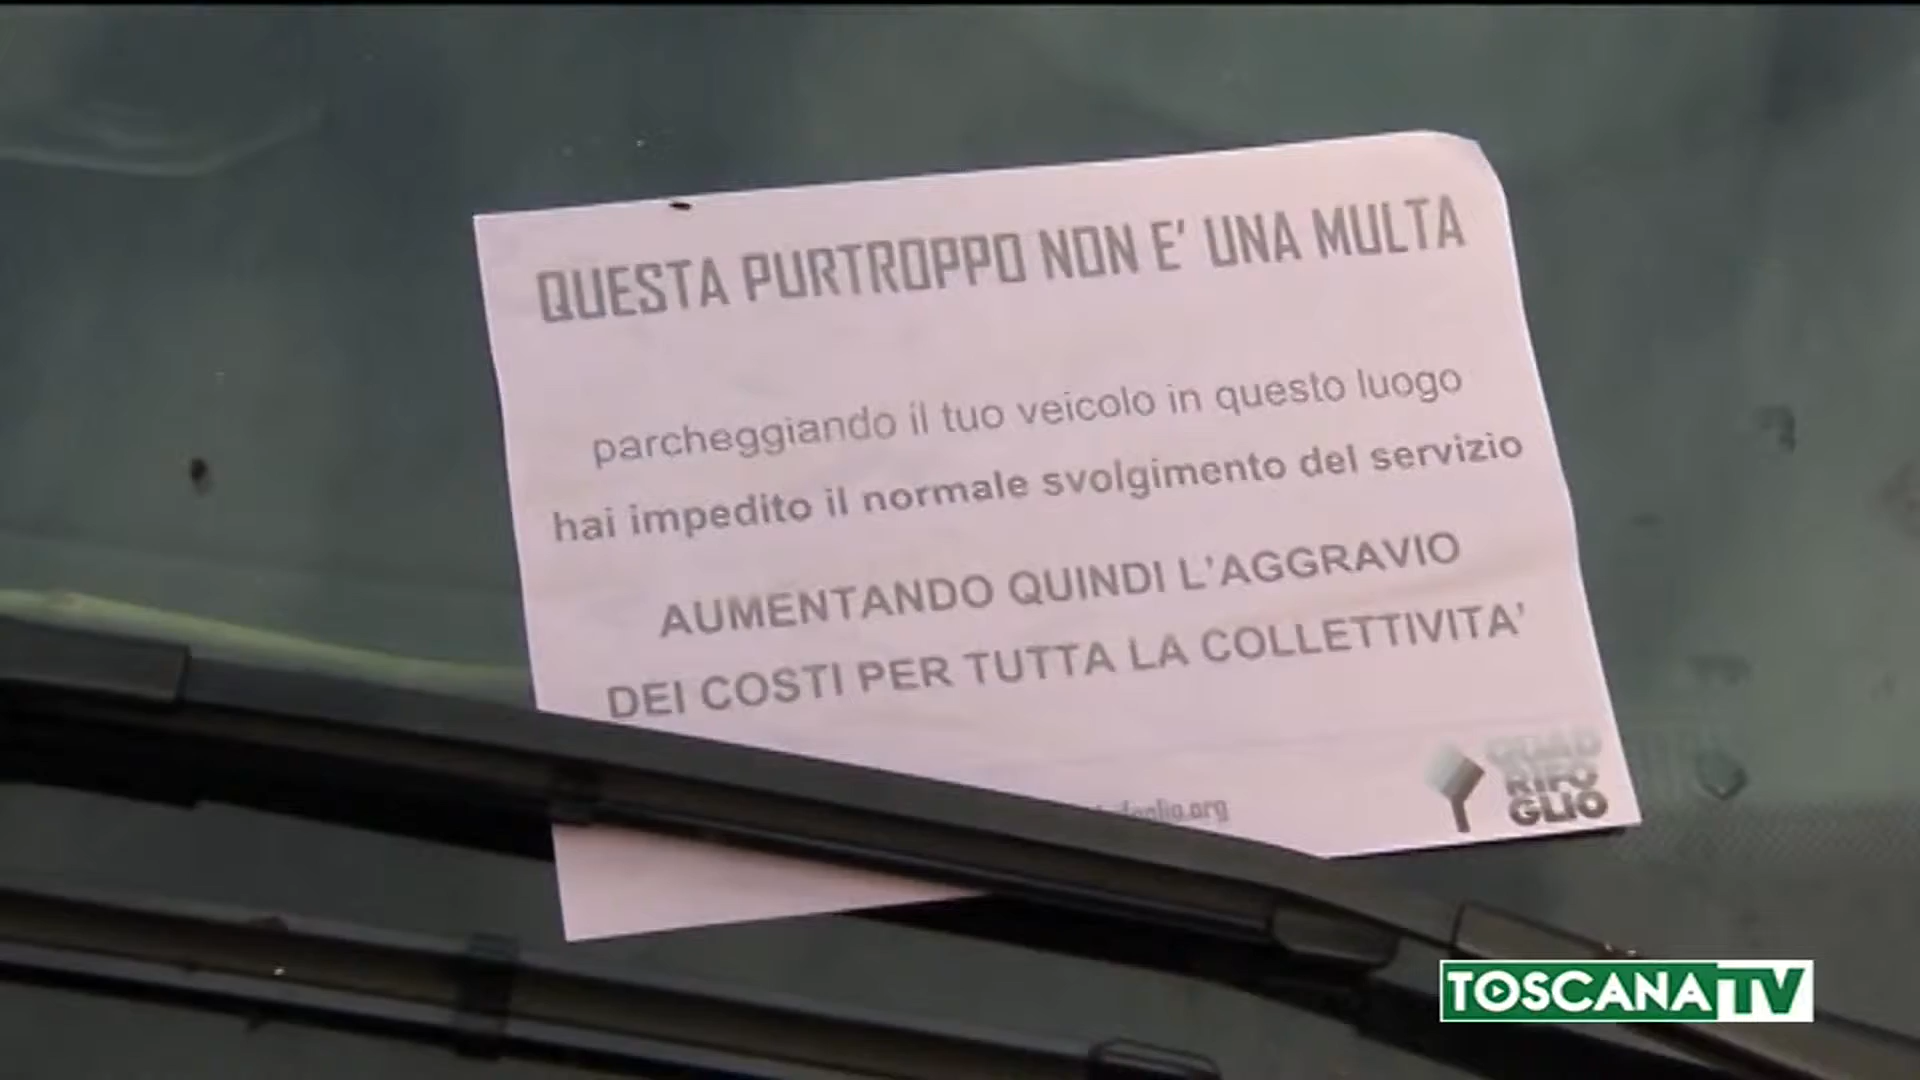 QUESTA PURTROPPO NON E' UNA MULTA
parcheggiando il tuo veicolo in questo luogo
hai impedito il normale svolgimento del servizio
AUMENTANDO QUINDI L'AGGRAVIO
DEI COSTI PER TUTTA LA COLLETTIVITA'
QUAD
RIFO
GLIO
TOSCANA TV